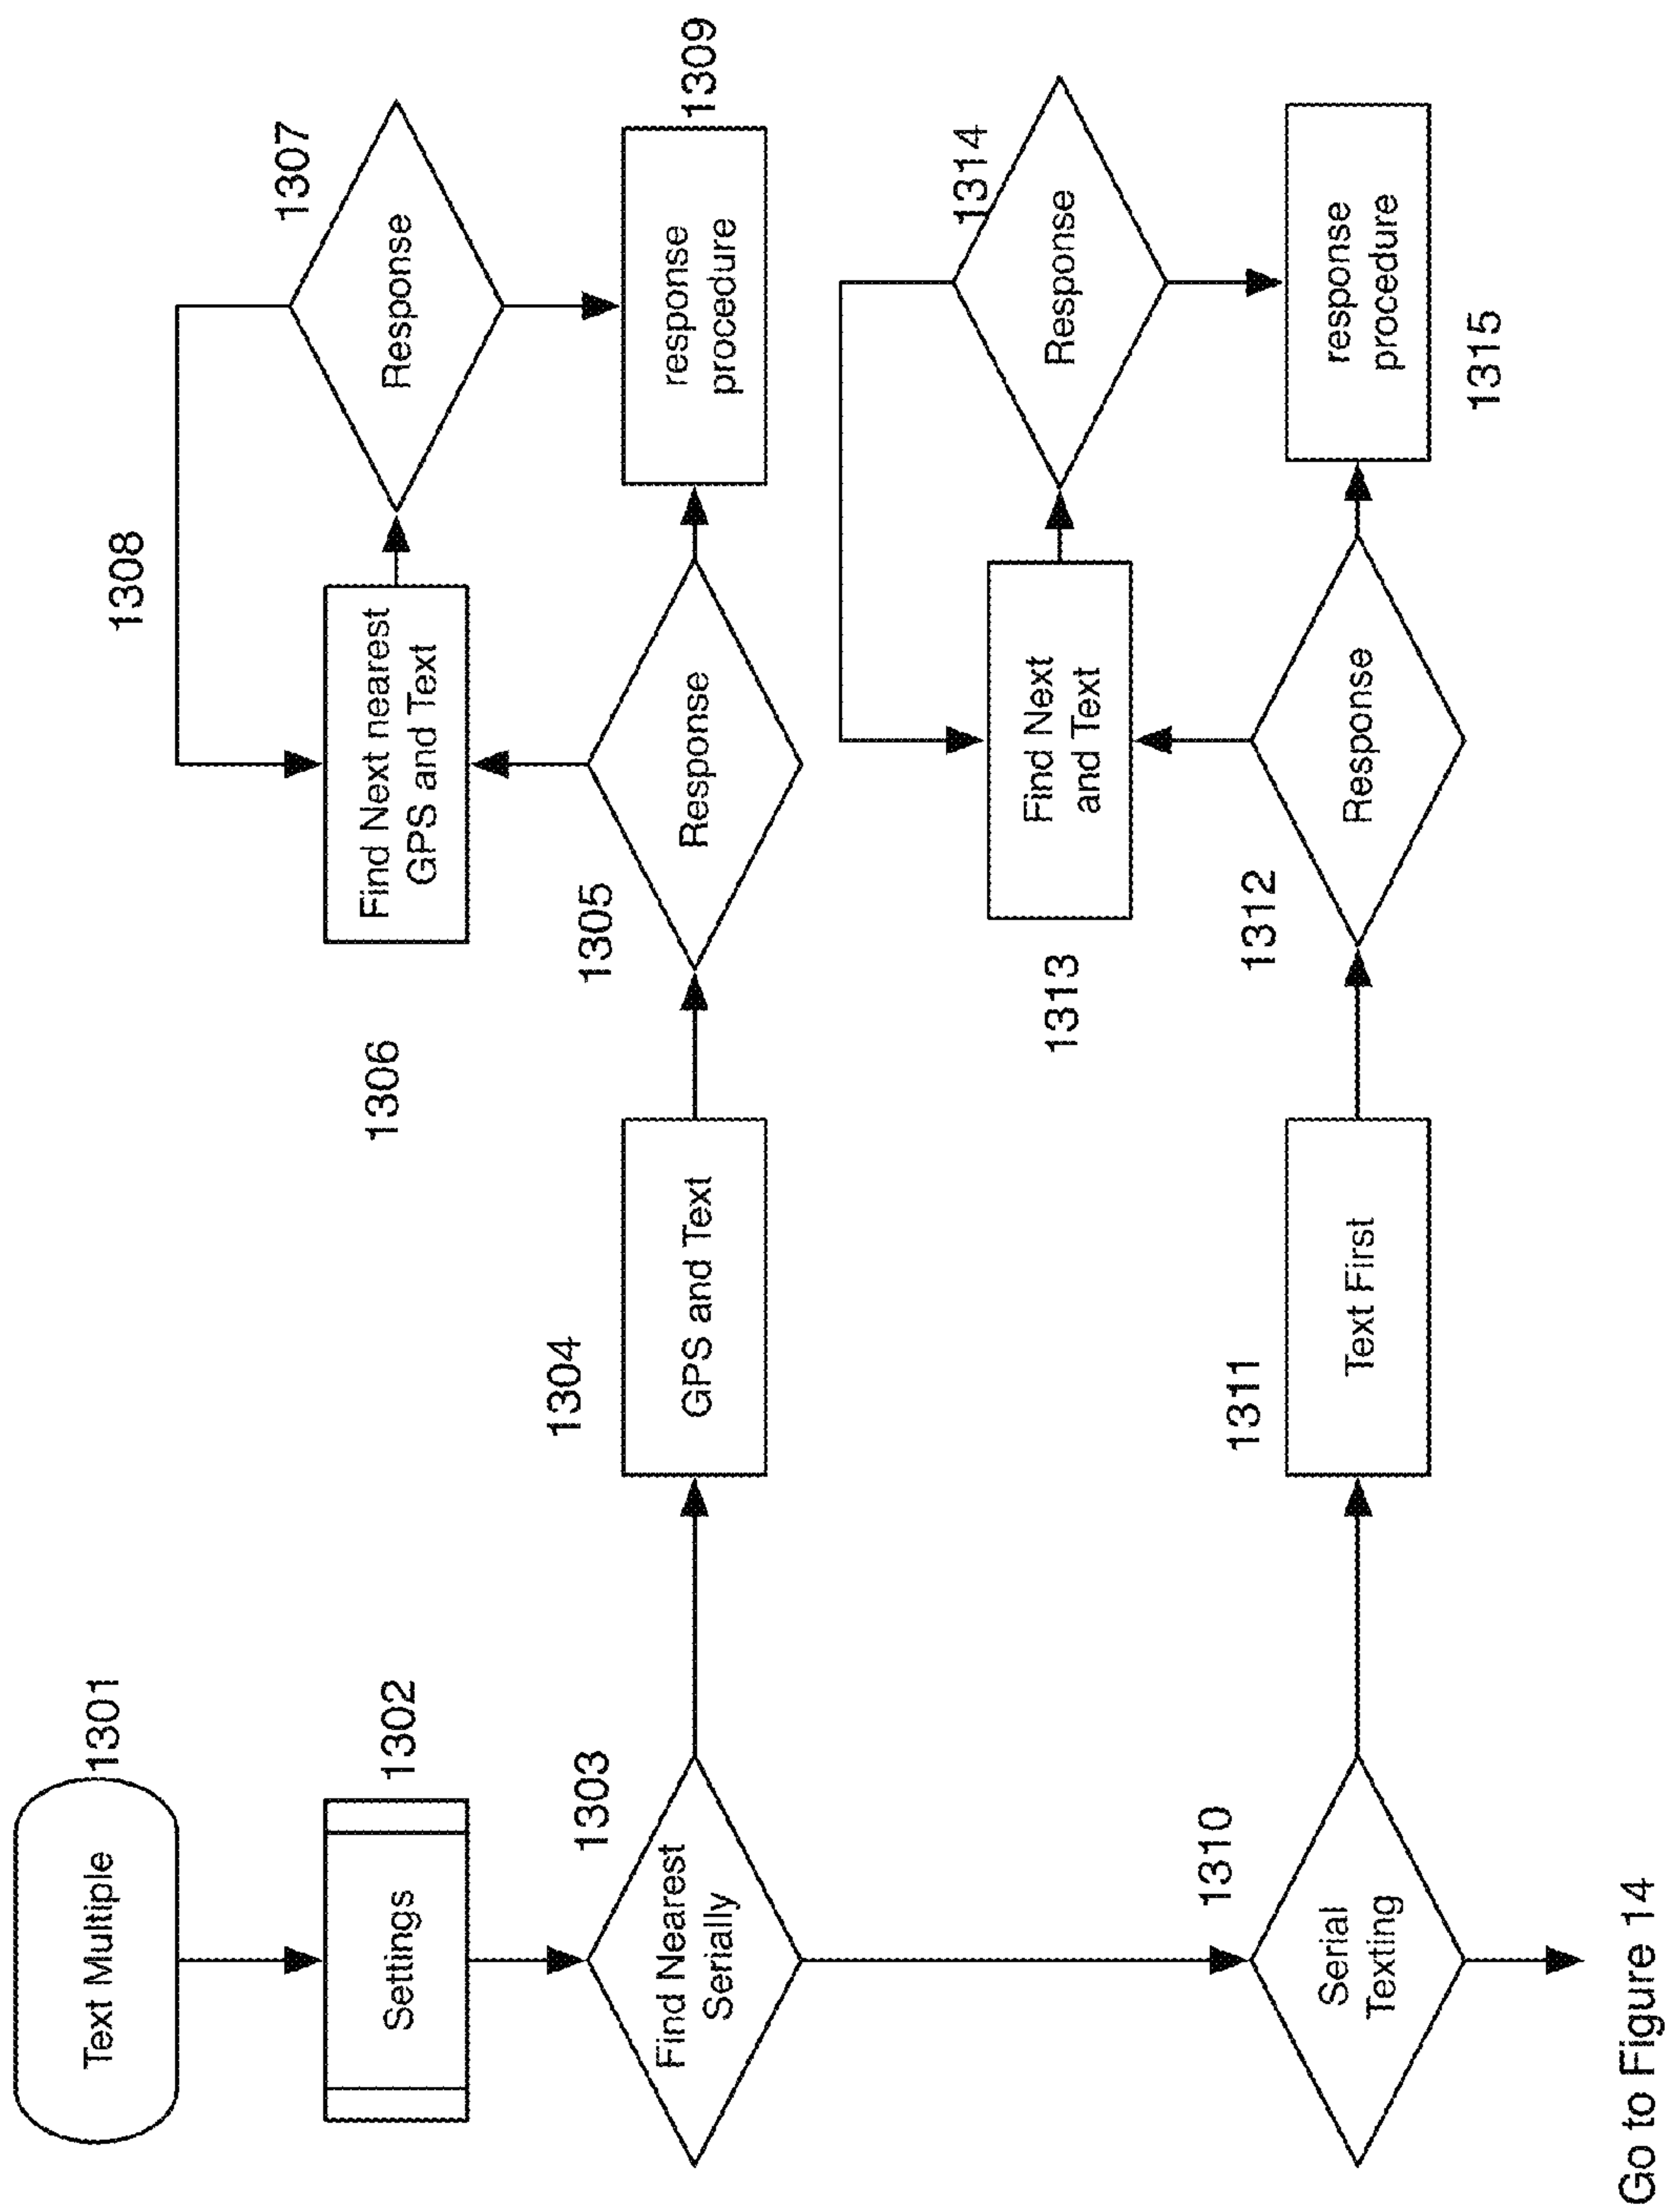 Text Multiple
1301
Settings
1302
Find Nearest
Serially
1303
GPS and Text
1304
Response
1305
Find Next nearest
GPS and Text
1306
Response
1307
1308
response
procedure
1309
Serial
Texting
1310
Text First
1311
Response
1312
Find Next
and Text
1313
Response
1314
response
procedure
1315
Go to Figure 14